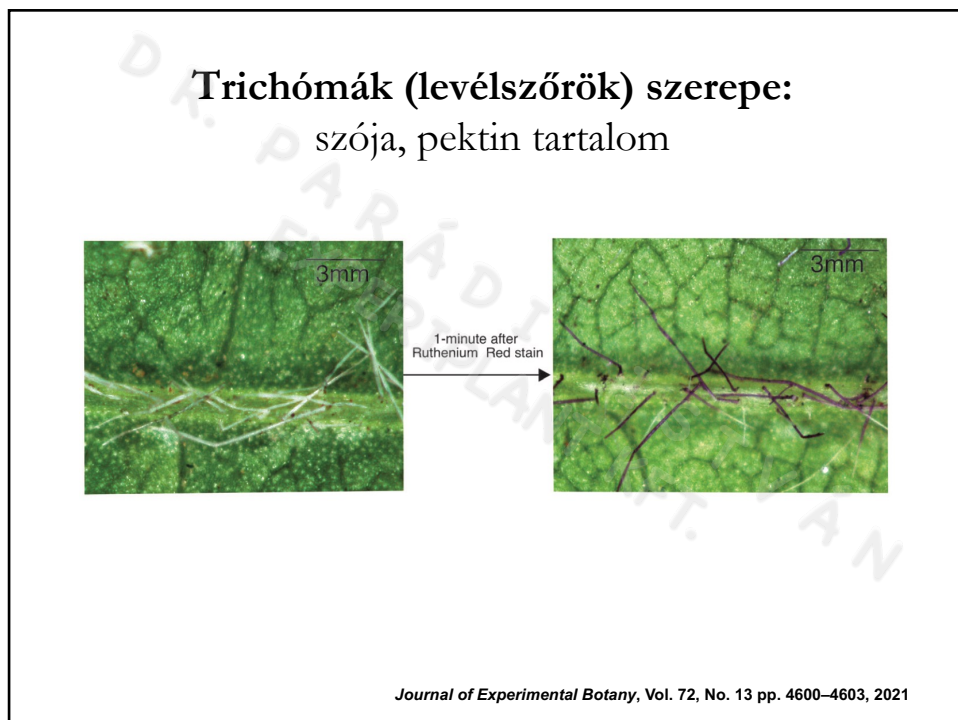 Trichómák (levélszőrök) szerepe:
szója, pektin tartalom
3mm
1-minute after
Ruthenium Red stain
3mm
Journal of Experimental Botany, Vol. 72, No. 13 pp. 4600–4603, 2021